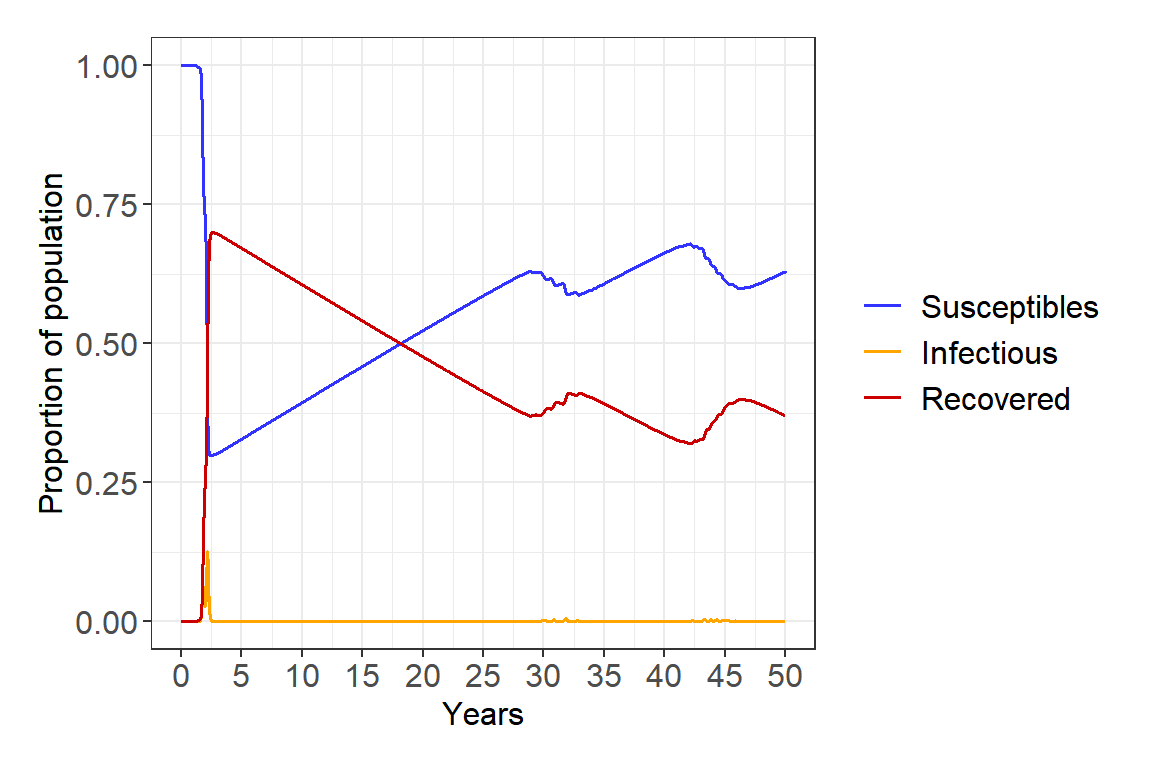 1.00
0.75
0.50
0.25
0.00
Proportion of population
0 5 10 15 20 25 30 35 40 45 50
Years
Susceptibles
Infectious
Recovered